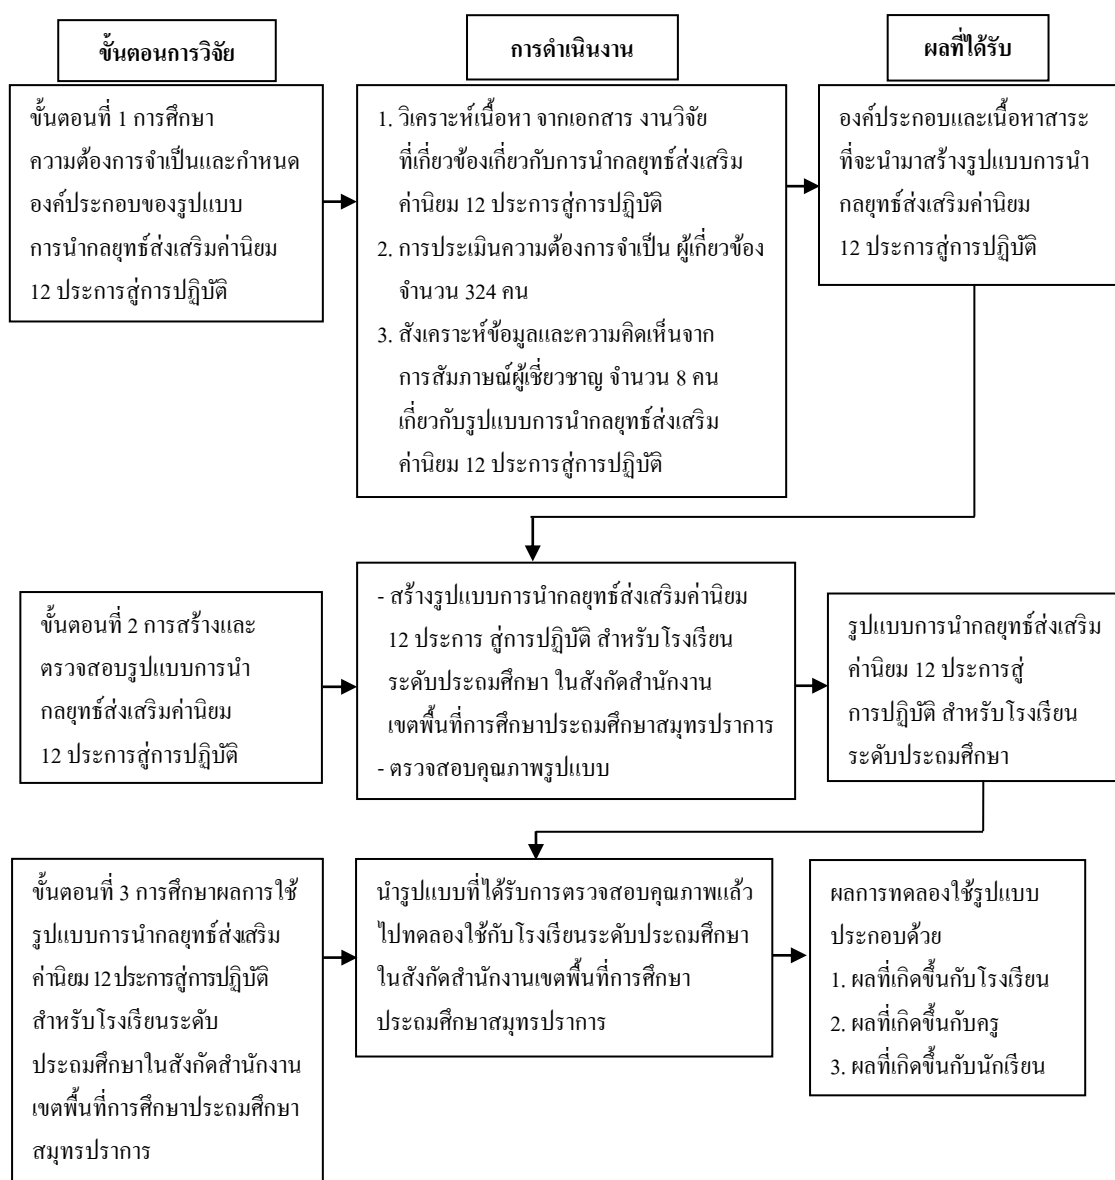 ขั้นตอนการวิจัย
การดำเนินงาน
ผลที่ได้รับ
ขั้นตอนที่ 1 การศึกษา
ความต้องการจำเป็นและกำหนด
องค์ประกอบของรูปแบบ
การนำกลยุทธ์ส่งเสริมค่านิยม
12 ประการสู่การปฏิบัติ
1. วิเคราะห์เนื้อหา จากเอกสาร งานวิจัย
ที่เกี่ยวข้องเกี่ยวกับการนำกลยุทธ์ส่งเสริม
ค่านิยม 12 ประการสู่การปฏิบัติ
2. การประเมินความต้องการจำเป็น ผู้เกี่ยวข้อง
จำนวน 324 คน
3. สังเคราะห์ข้อมูลและความคิดเห็นจาก
การสัมภาษณ์ผู้เชี่ยวชาญ จำนวน 8 คน
เกี่ยวกับรูปแบบการนำกลยุทธ์ส่งเสริม
ค่านิยม 12 ประการสู่การปฏิบัติ
องค์ประกอบและเนื้อหาสาระ
ที่จะนำมาสร้างรูปแบบการนำ
กลยุทธ์ส่งเสริมค่านิยม
12 ประการสู่การปฏิบัติ
ขั้นตอนที่ 2 การสร้างและ
ตรวจสอบรูปแบบการนำ
กลยุทธ์ส่งเสริมค่านิยม
12 ประการสู่การปฏิบัติ
- สร้างรูปแบบการนำกลยุทธ์ส่งเสริมค่านิยม
12 ประการ สู่การปฏิบัติ สำหรับโรงเรียน
ระดับประถมศึกษา ในสังกัดสำนักงาน
เขตพื้นที่การศึกษาประถมศึกษาสมุทรปราการ
- ตรวจสอบคุณภาพรูปแบบ
รูปแบบการนำกลยุทธ์ส่งเสริม
ค่านิยม 12 ประการสู่
การปฏิบัติ สำหรับโรงเรียน
ระดับประถมศึกษา
ขั้นตอนที่ 3 การศึกษาผลการใช้
รูปแบบการนำกลยุทธ์ส่งเสริม
ค่านิยม 12 ประการสู่การปฏิบัติ
สำหรับโรงเรียนระดับ
ประถมศึกษาในสังกัดสำนักงาน
เขตพื้นที่การศึกษาประถมศึกษา
สมุทรปราการ
นำรูปแบบที่ได้รับการตรวจสอบคุณภาพแล้ว
ไปทดลองใช้กับโรงเรียนระดับประถมศึกษา
ในสังกัดสำนักงานเขตพื้นที่การศึกษา
ประถมศึกษาสมุทรปราการ
ผลการทดลองใช้รูปแบบ
ประกอบด้วย
1. ผลที่เกิดขึ้นกับโรงเรียน
2. ผลที่เกิดขึ้นกับครู
3. ผลที่เกิดขึ้นกับนักเรียน